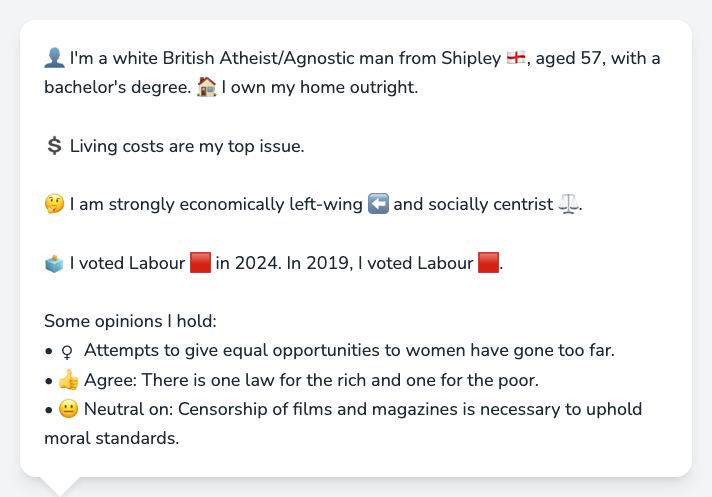 👤 I'm a white British Atheist/Agnostic man from Shipley 🏴󠁧󠁢󠁥󠁮󠁧󠁿, aged 57, with a
bachelor's degree. 🏠 I own my home outright.
💲 Living costs are my top issue.
🤔 I am strongly economically left-wing ⬅️ and socially centrist ⚖️.
🗳️ I voted Labour 🟥 in 2024. In 2019, I voted Labour 🟥.
Some opinions I hold:
• ♀️ Attempts to give equal opportunities to women have gone too far.
• 👍 Agree: There is one law for the rich and one for the poor.
• 😐 Neutral on: Censorship of films and magazines is necessary to uphold
moral standards.